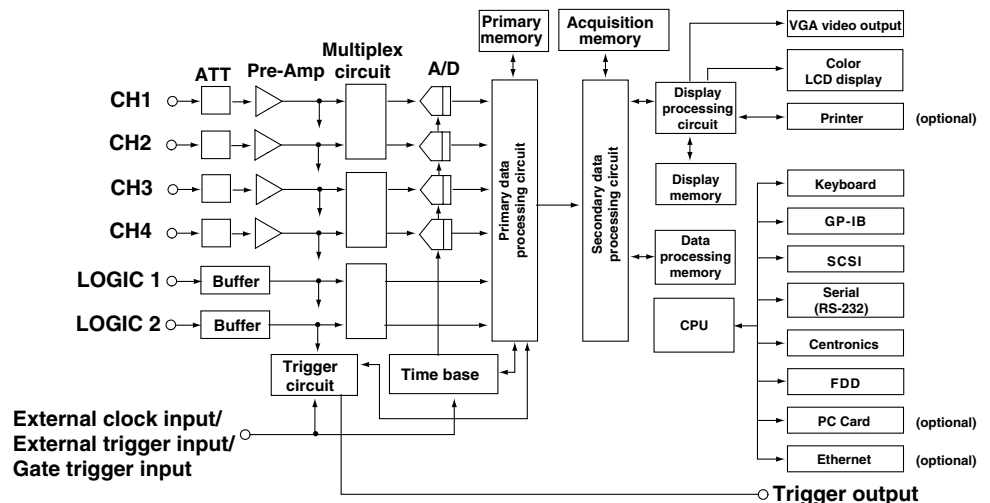 Primary
memory
Acquisition
memory
VGA video output
Multiplex
circuit
ATT
Pre-Amp
A/D
Color
LCD display
CH1
Display
processing
circuit
Printer
(optional)
CH2
CH3
Display
memory
Keyboard
CH4
GP-IB
Primary data
processing circuit
Secondary data
processing circuit
Data
processing
memory
SCSI
LOGIC 1
Buffer
Serial
(RS-232)
LOGIC 2
Buffer
CPU
Centronics
Trigger
circuit
Time base
FDD
External clock input/
External trigger input/
Gate trigger input
PC Card
(optional)
Ethernet
(optional)
Trigger output